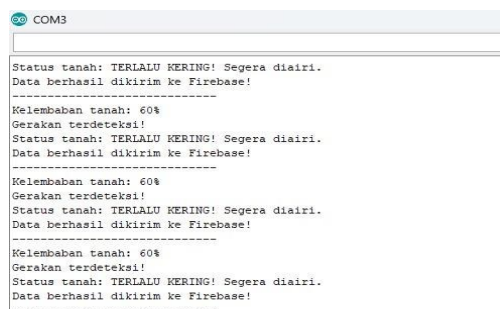 COM3
Status tanah: TERLALU KERING! Segera diairi.
Data berhasil dikirim ke Firebase!
------------------------------
Kelembaban tanah: 60%
Gerakan terdeteksi!
Status tanah: TERLALU KERING! Segera diairi.
Data berhasil dikirim ke Firebase!
------------------------------
Kelembaban tanah: 60%
Gerakan terdeteksi!
Status tanah: TERLALU KERING! Segera diairi.
Data berhasil dikirim ke Firebase!
------------------------------
Kelembaban tanah: 60%
Gerakan terdeteksi!
Status tanah: TERLALU KERING! Segera diairi.
Data berhasil dikirim ke Firebase!
------------------------------